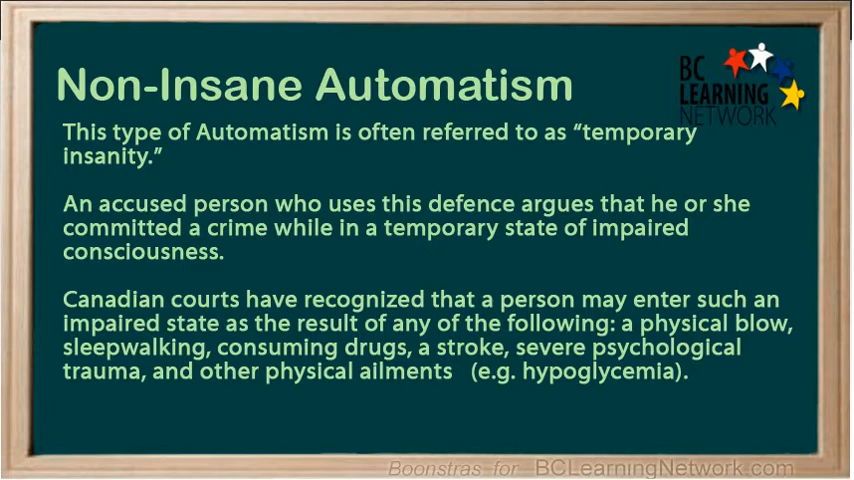 Non-Insane Automatism
BC
LEARNING
NETWORK
This type of Automatism is often referred to as “temporary
insanity.”
An accused person who uses this defence argues that he or she
committed a crime while in a temporary state of impaired
consciousness.
Canadian courts have recognized that a person may enter such an
impaired state as the result of any of the following: a physical blow,
sleepwalking, consuming drugs, a stroke, severe psychological
trauma, and other physical ailments (e.g. hypoglycemia).
Boonstras for BCLearningNetwork.com